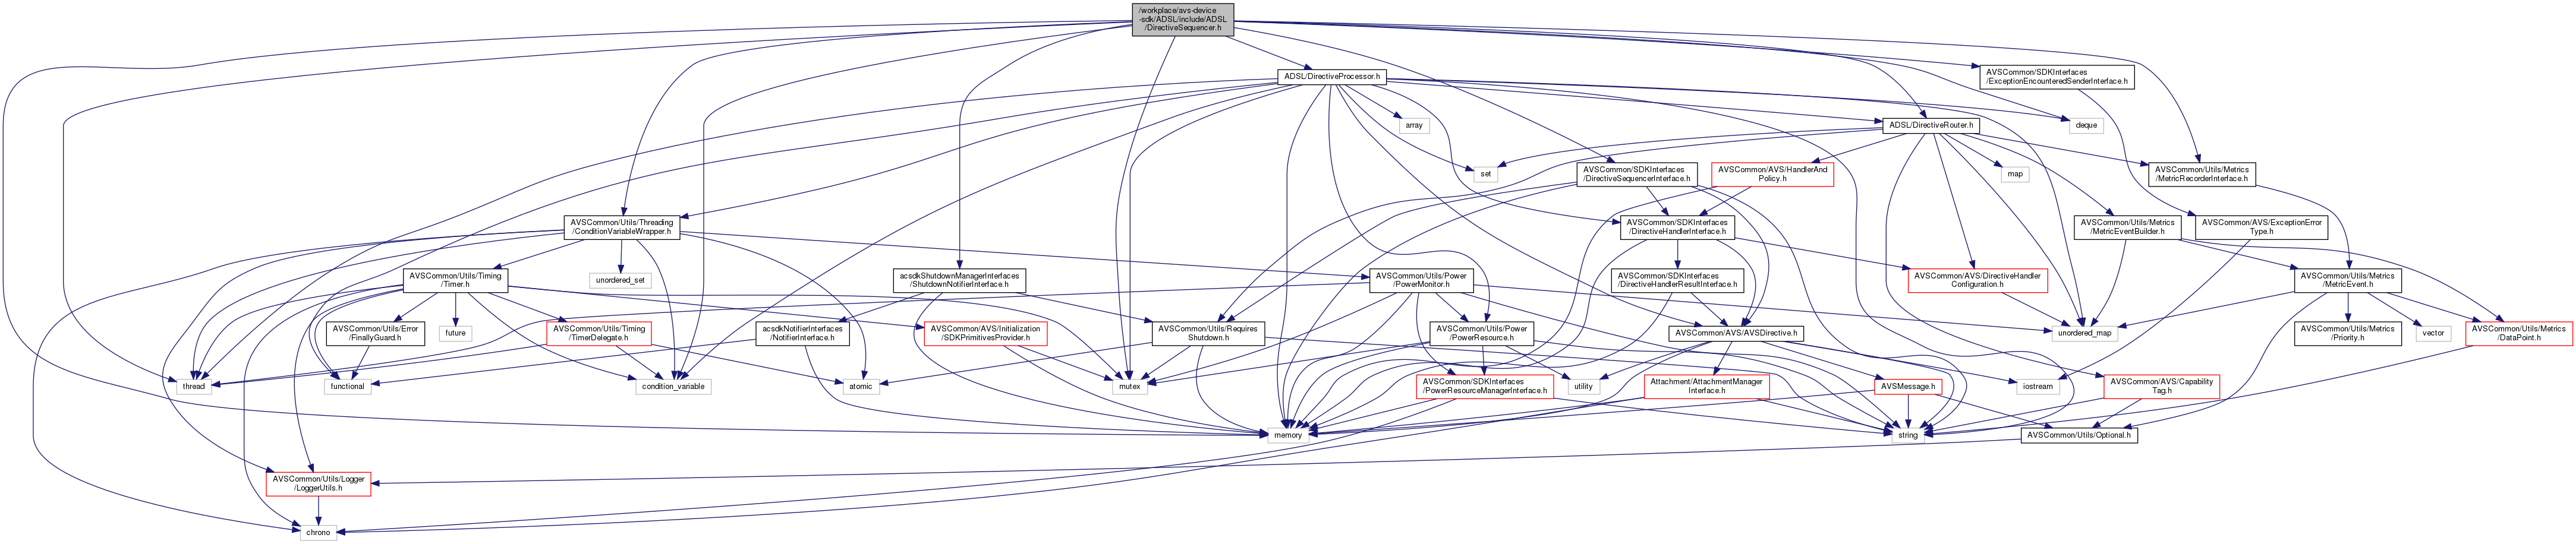 /workplace/avs-device
-sdk/ADSL/include/ADSL
/DirectiveSequencer.h
ADSL/DirectiveProcessor.h
AVSCommon/SDKInterfaces
/ExceptionEncounteredSenderInterface.h
array
ADSL/DirectiveRouter.h
deque
set
AVSCommon/SDKInterfaces
/DirectiveSequencerInterface.h
AVSCommon/AVS/HandlerAnd
Policy.h
map
AVSCommon/Utils/Metrics
/MetricRecorderInterface.h
AVSCommon/Utils/Threading
/ConditionVariableWrapper.h
AVSCommon/SDKInterfaces
/DirectiveHandlerInterface.h
AVSCommon/Utils/Metrics
/MetricEventBuilder.h
AVSCommon/AVS/ExceptionError
Type.h
AVSCommon/Utils/Timing
/Timer.h
unordered_set
acsdkShutdownManagerInterfaces
/ShutdownNotifierInterface.h
AVSCommon/Utils/Power
/PowerMonitor.h
AVSCommon/SDKInterfaces
/DirectiveHandlerResultInterface.h
AVSCommon/AVS/DirectiveHandler
Configuration.h
AVSCommon/Utils/Metrics
/MetricEvent.h
AVSCommon/Utils/Error
/FinallyGuard.h
future
AVSCommon/Utils/Timing
/TimerDelegate.h
acsdkNotifierInterfaces
/NotifierInterface.h
AVSCommon/AVS/Initialization
/SDKPrimitivesProvider.h
AVSCommon/Utils/Requires
Shutdown.h
AVSCommon/Utils/Power
/PowerResource.h
AVSCommon/AVS/AVSDirective.h
unordered_map
AVSCommon/Utils/Metrics
/Priority.h
vector
AVSCommon/Utils/Metrics
/DataPoint.h
thread
functional
condition_variable
atomic
mutex
AVSCommon/SDKInterfaces
/PowerResourceManagerInterface.h
utility
Attachment/AttachmentManager
Interface.h
AVSMessage.h
iostream
AVSCommon/AVS/Capability
Tag.h
memory
string
AVSCommon/Utils/Optional.h
AVSCommon/Utils/Logger
/LoggerUtils.h
chrono